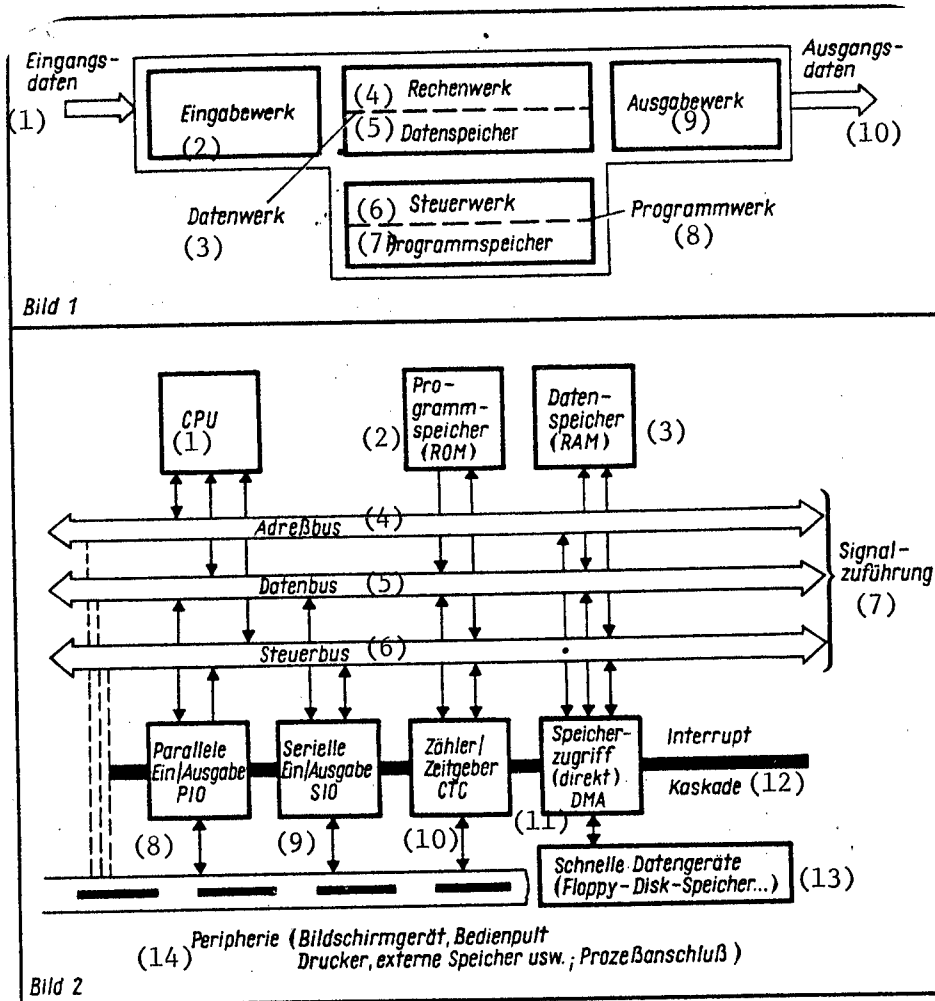 Eingangs-
daten
(1)
Eingabewerk
(2)
(4) Rechenwerk
(5) Datenspeicher
Ausgabewerk
(9)
Ausgangs-
daten
(10)
Datenwerk
(3)
(6) Steuerwerk
(7) Programmspeicher
Programmwerk
(8)
Bild 1
CPU
(1)
(2)
Pro-
gramm-
speicher
(ROM)
Daten-
speicher
(RAM)
(3)
Adreßbus (4)
Datenbus (5)
Steuerbus (6)
Signal-
zuführung
(7)
Parallele
Ein/Ausgabe
PIO
(8)
Serielle
Ein/Ausgabe
SIO
(9)
Zähler/
Zeitgeber
CTC
(10)
Speicher-
zugriff
(direkt)
DMA
(11)
Interrupt
Kaskade (12)
Schnelle Datengeräte
(Floppy-Disk-Speicher...)
(13)
(14) Peripherie (Bildschirmgerät, Bedienpult
Drucker, externe Speicher usw.; Prozeßanschluß)
Bild 2